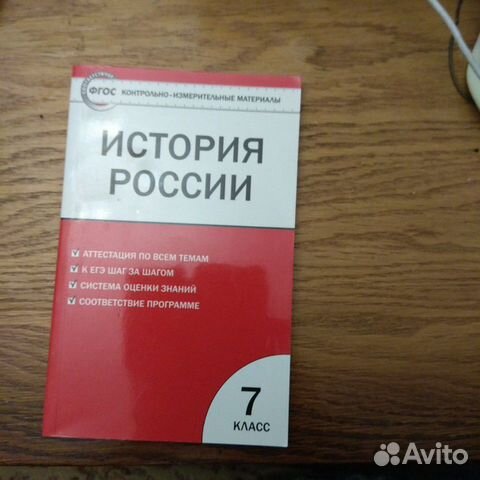 ФГОС
КОНТРОЛЬНО-ИЗМЕРИТЕЛЬНЫЕ МАТЕРИАЛЫ
ИСТОРИЯ
РОССИИ
АТТЕСТАЦИЯ ПО ВСЕМ ТЕМАМ
К ЕГЭ ШАГ ЗА ШАГОМ
СИСТЕМА ОЦЕНКИ ЗНАНИЙ
СООТВЕТСТВИЕ ПРОГРАММЕ
7
КЛАСС
Avito